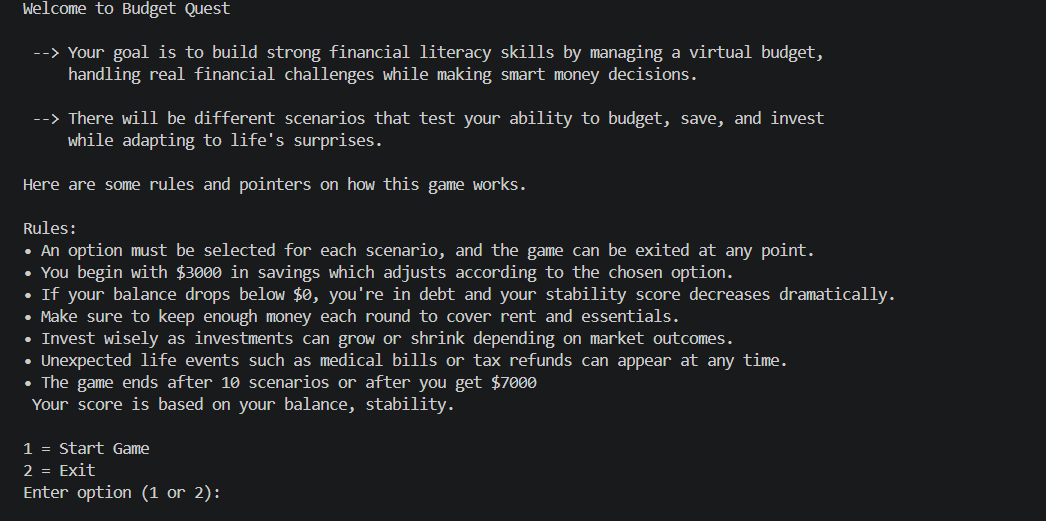 Welcome to Budget Quest
--> Your goal is to build strong financial literacy skills by managing a virtual budget,
handling real financial challenges while making smart money decisions.
--> There will be different scenarios that test your ability to budget, save, and invest
while adapting to life's surprises.
Here are some rules and pointers on how this game works.
Rules:
• An option must be selected for each scenario, and the game can be exited at any point.
• You begin with $3000 in savings which adjusts according to the chosen option.
• If your balance drops below $0, you're in debt and your stability score decreases dramatically.
• Make sure to keep enough money each round to cover rent and essentials.
• Invest wisely as investments can grow or shrink depending on market outcomes.
• Unexpected life events such as medical bills or tax refunds can appear at any time.
• The game ends after 10 scenarios or after you get $7000
Your score is based on your balance, stability.
1 = Start Game
2 = Exit
Enter option (1 or 2):